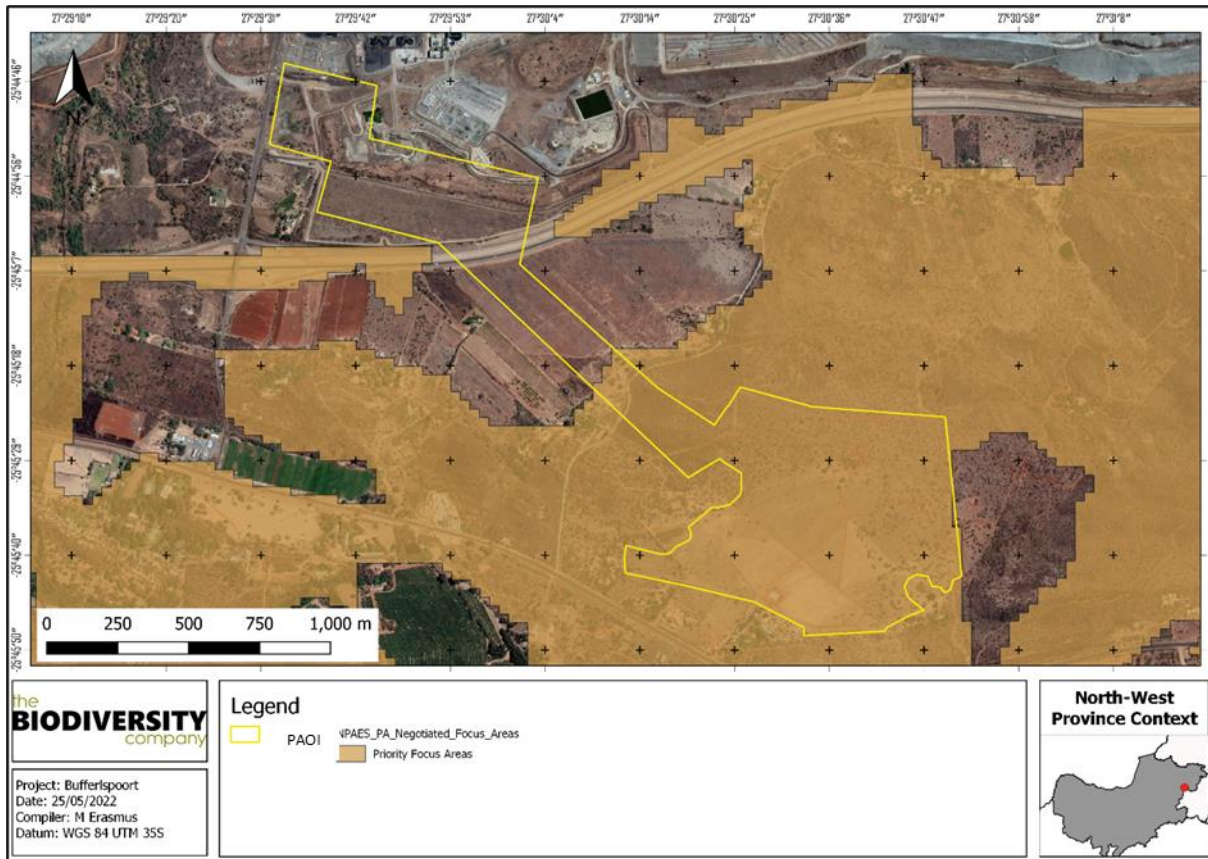 27°29'10" 27°29'20" 27°29'31" 27°29'42" 27°29'53" 27°30'4" 27°30'14" 27°30'25" 27°30'36" 27°30'47" 27°30'58" 27°31'8"
-25°44'46"
-25°44'56"
-25°45'7"
-25°45'18"
-25°45'29"
-25°45'40"
-25°45'50"
N
0 250 500 750 1,000 m
the
BIODIVERSITY
company
Project: Bufferlspoort
Date: 25/05/2022
Compiler: M Erasmus
Datum: WGS 84 UTM 35S
Legend
PAOI
NPAES_PA_Negotiated_Focus_Areas
Priority Focus Areas
North-West
Province Context